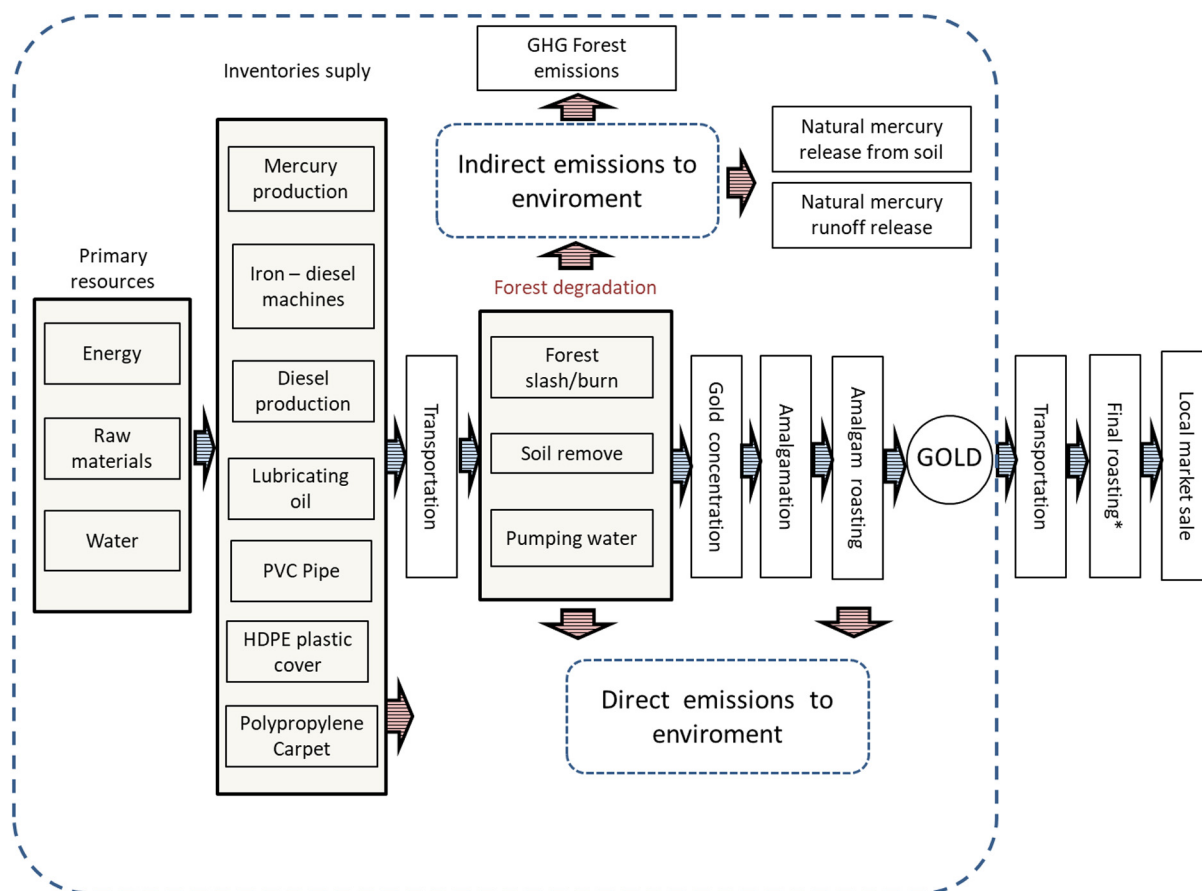 GHG Forest
emissions
Inventories suply
Natural mercury
release from soil
Natural mercury
runoff release
Indirect emissions to
enviroment
Mercury
production
Iron – diesel
machines
Diesel
production
Lubricating
oil
PVC Pipe
HDPE plastic
cover
Polypropylene
Carpet
Primary
resources
Energy
Raw
materials
Water
Transportation
Forest degradation
Forest
slash/burn
Soil remove
Pumping water
Gold concentration
Amalgamation
Amalgam roasting
GOLD
Transportation
Final roasting*
Local market sale
Direct emissions to
enviroment